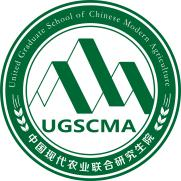 United Graduate School of Chinese Modern Agriculture
UGSCMA
中国现代农业联合研究生院